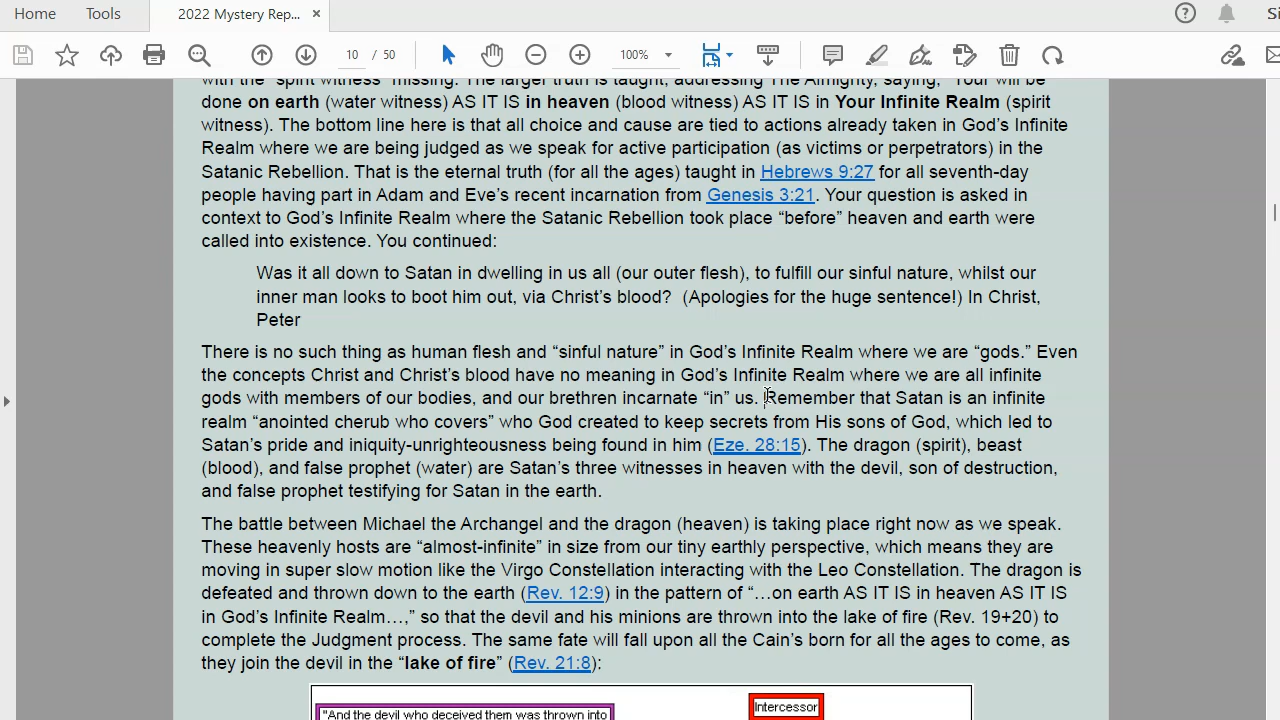 Home Tools 2022 Mystery Rep... × ? Si
10 / 50 100%
with the "spirit witness" missing. The larger truth is taught, addressing The Almighty, saying, "Your will be
done on earth (water witness) AS IT IS in heaven (blood witness) AS IT IS in Your Infinite Realm (spirit
witness). The bottom line here is that all choice and cause are tied to actions already taken in God's Infinite
Realm where we are being judged as we speak for active participation (as victims or perpetrators) in the
Satanic Rebellion. That is the eternal truth (for all the ages) taught in Hebrews 9:27 for all seventh-day
people having part in Adam and Eve's recent incarnation from Genesis 3:21. Your question is asked in
context to God's Infinite Realm where the Satanic Rebellion took place "before" heaven and earth were
called into existence. You continued:
Was it all down to Satan in dwelling in us all (our outer flesh), to fulfill our sinful nature, whilst our
inner man looks to boot him out, via Christ's blood? (Apologies for the huge sentence!) In Christ,
Peter
There is no such thing as human flesh and "sinful nature" in God's Infinite Realm where we are "gods." Even
the concepts Christ and Christ's blood have no meaning in God's Infinite Realm where we are all infinite
gods with members of our bodies, and our brethren incarnate "in" us. Remember that Satan is an infinite
realm "anointed cherub who covers" who God created to keep secrets from His sons of God, which led to
Satan's pride and iniquity-unrighteousness being found in him (Eze. 28:15). The dragon (spirit), beast
(blood), and false prophet (water) are Satan's three witnesses in heaven with the devil, son of destruction,
and false prophet testifying for Satan in the earth.
The battle between Michael the Archangel and the dragon (heaven) is taking place right now as we speak.
These heavenly hosts are "almost-infinite" in size from our tiny earthly perspective, which means they are
moving in super slow motion like the Virgo Constellation interacting with the Leo Constellation. The dragon is
defeated and thrown down to the earth (Rev. 12:9) in the pattern of "…on earth AS IT IS in heaven AS IT IS
in God's Infinite Realm…," so that the devil and his minions are thrown into the lake of fire (Rev. 19+20) to
complete the Judgment process. The same fate will fall upon all the Cain's born for all the ages to come, as
they join the devil in the "lake of fire" (Rev. 21:8):
Intercessor
"And the devil who deceived them was thrown into